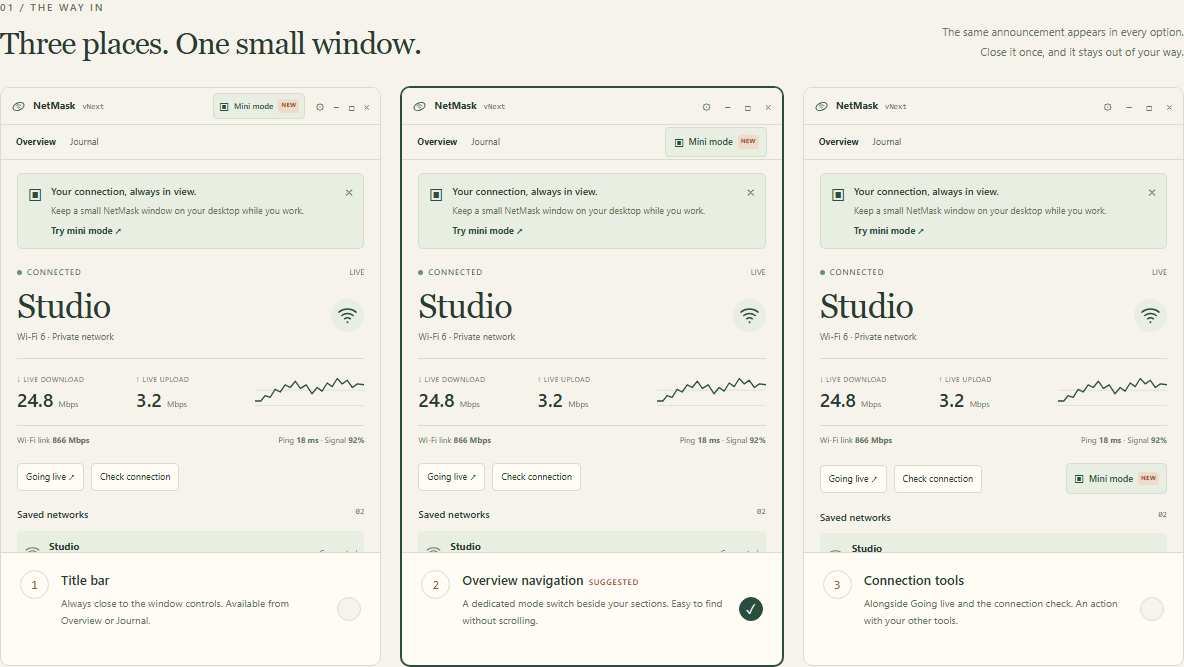 01 / THE WAY IN
Three places. One small window.
The same announcement appears in every option.
Close it once, and it stays out of your way.
NetMask vNext
Mini mode NEW
Overview Journal
Your connection, always in view.
Keep a small NetMask window on your desktop while you work.
Try mini mode ↗
CONNECTED
LIVE
Studio
Wi-Fi 6 · Private network
↓ LIVE DOWNLOAD
↑ LIVE UPLOAD
24.8 Mbps
3.2 Mbps
Wi-Fi link 866 Mbps
Ping 18 ms · Signal 92%
Going live ↗
Check connection
Saved networks
02
Studio
1
Title bar
Always close to the window controls. Available from
Overview or Journal.
NetMask vNext
Overview Journal
Mini mode NEW
Your connection, always in view.
Keep a small NetMask window on your desktop while you work.
Try mini mode ↗
CONNECTED
LIVE
Studio
Wi-Fi 6 · Private network
↓ LIVE DOWNLOAD
↑ LIVE UPLOAD
24.8 Mbps
3.2 Mbps
Wi-Fi link 866 Mbps
Ping 18 ms · Signal 92%
Going live ↗
Check connection
Saved networks
02
Studio
2
Overview navigation SUGGESTED
A dedicated mode switch beside your sections. Easy to find
without scrolling.
NetMask vNext
Overview Journal
Your connection, always in view.
Keep a small NetMask window on your desktop while you work.
Try mini mode ↗
CONNECTED
LIVE
Studio
Wi-Fi 6 · Private network
↓ LIVE DOWNLOAD
↑ LIVE UPLOAD
24.8 Mbps
3.2 Mbps
Wi-Fi link 866 Mbps
Ping 18 ms · Signal 92%
Going live ↗
Check connection
Mini mode NEW
Saved networks
02
Studio
3
Connection tools
Alongside Going live and the connection check. An action
with your other tools.